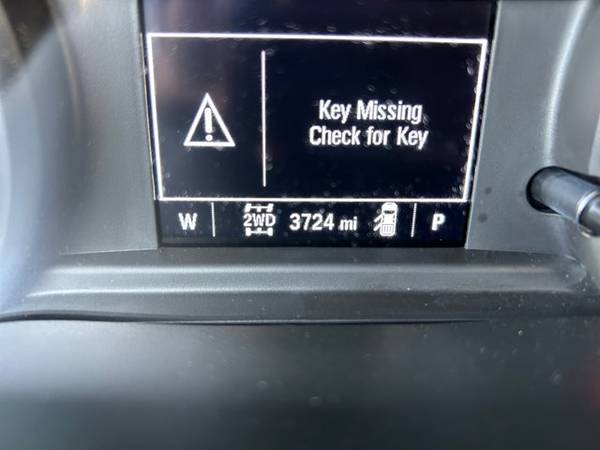 Key Missing
Check for Key
W 2WD 3724 mi P